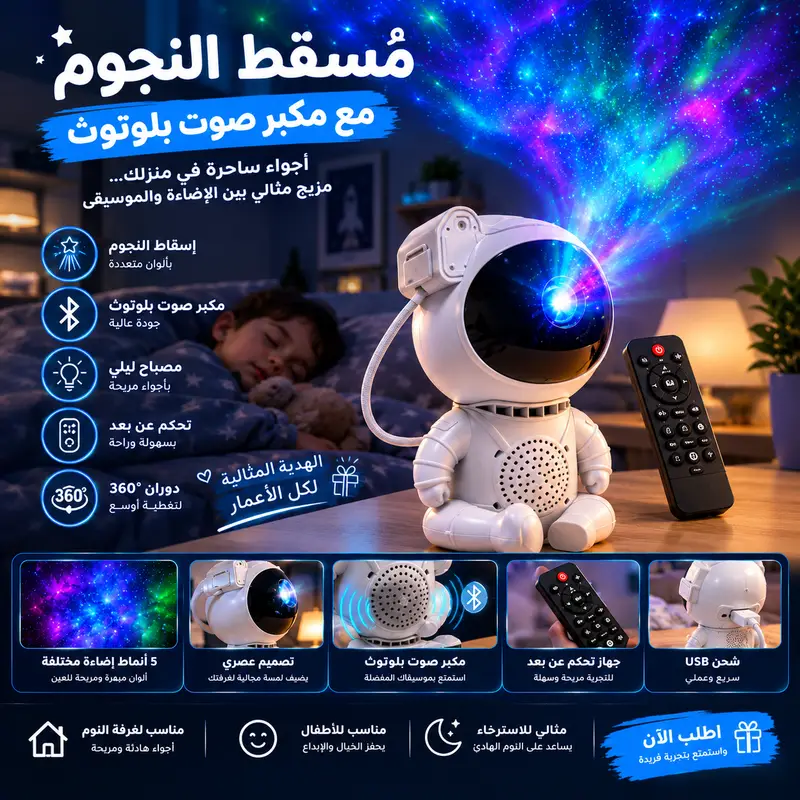 مُسقط النجوم
مع مكبر صوت بلوتوث
أجواء ساحرة في منزلك...
مزيج مثالي بين الإضاءة والموسيقى
إسقاط النجوم
بألوان متعددة
مكبر صوت بلوتوث
جودة عالية
مصباح ليلي
بأجواء مريحة
تحكم عن بعد
بسهولة وراحة
360°
دوران 360°
لتغطية أوسع
الهدية المثالية
لكل الأعمار
5 أنماط إضاءة مختلفة
ألوان مبهرة ومريحة للعين
تصميم عصري
يضيف لمسة مجالية لغرفتك
مكبر صوت بلوتوث
استمتع بموسيقاك المفضلة
جهاز تحكم عن بعد
للتجربة مريحة وسهلة
شحن USB
سريع وعملي
مناسب لغرفة النوم
أجواء هادئة ومريحة
مناسب للأطفال
يحفز الخيال والإبداع
مثالي للاسترخاء
يساعد على النوم الهادئ
اطلب الآن
واستمتع بتجربة فريدة